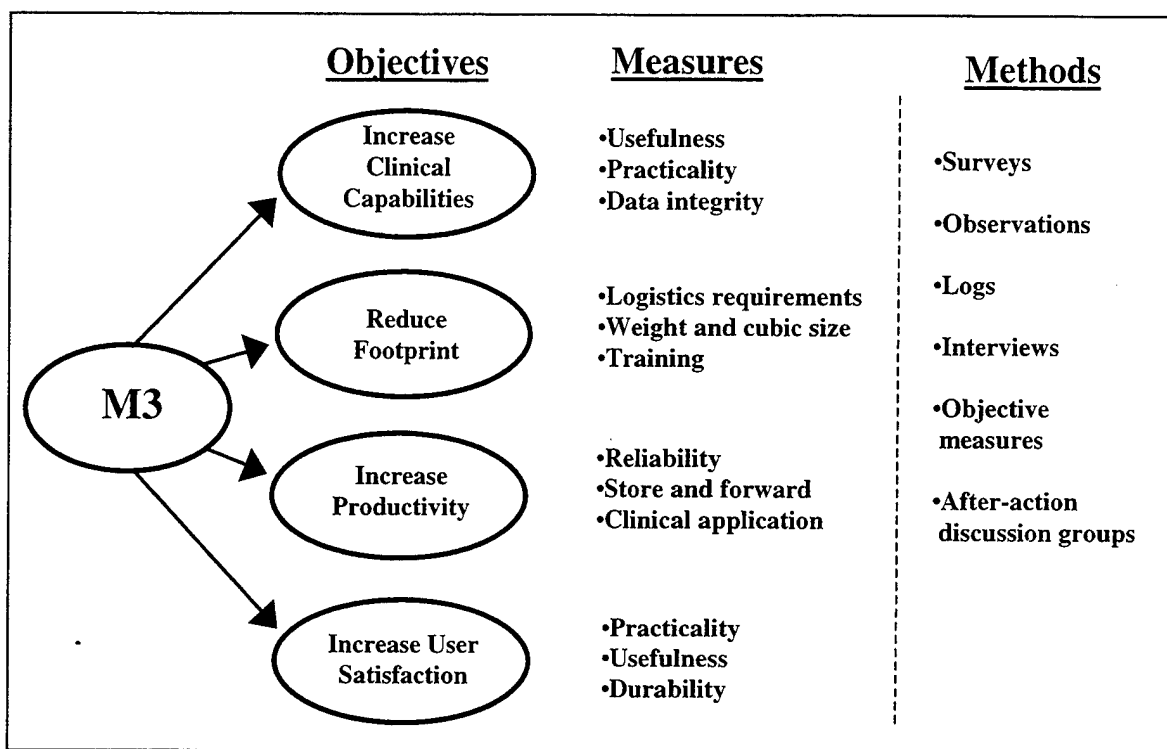 Objectives
Measures
Methods
M3
Increase
Clinical
Capabilities
•Usefulness
•Practicality
•Data integrity
Reduce
Footprint
•Logistics requirements
•Weight and cubic size
•Training
Increase
Productivity
•Reliability
•Store and forward
•Clinical application
Increase User
Satisfaction
•Practicality
•Usefulness
•Durability
•Surveys
•Observations
•Logs
•Interviews
•Objective
measures
•After-action
discussion groups